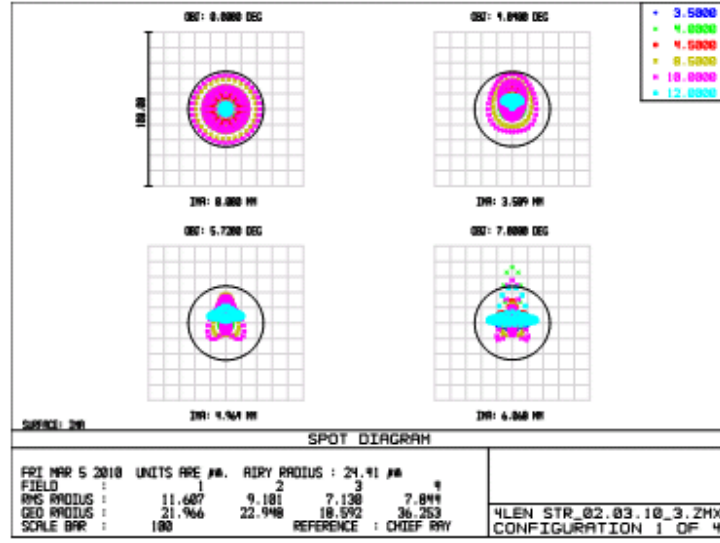 OBJ: 0.0000 DEG
OBJ: 4.0400 DEG
3.5000
4.0000
4.5000
8.5000
10.0000
12.0000
100.00
IMA: 0.000 MM
IMA: 3.509 MM
OBJ: 5.7200 DEG
OBJ: 7.0000 DEG
IMA: 4.969 MM
IMA: 6.060 MM
SURFACE: IMA
SPOT DIAGRAM
FRI MAR 5 2010 UNITS ARE µm. AIRY RADIUS : 24.91 µm
FIELD : 1 2 3 4
RMS RADIUS : 11.607 9.181 7.130 7.844
GEO RADIUS : 21.966 22.948 18.592 36.253
SCALE BAR : 100 REFERENCE : CHIEF RAY
4LEN STR_02.03.10_3.ZMX
CONFIGURATION 1 OF 4